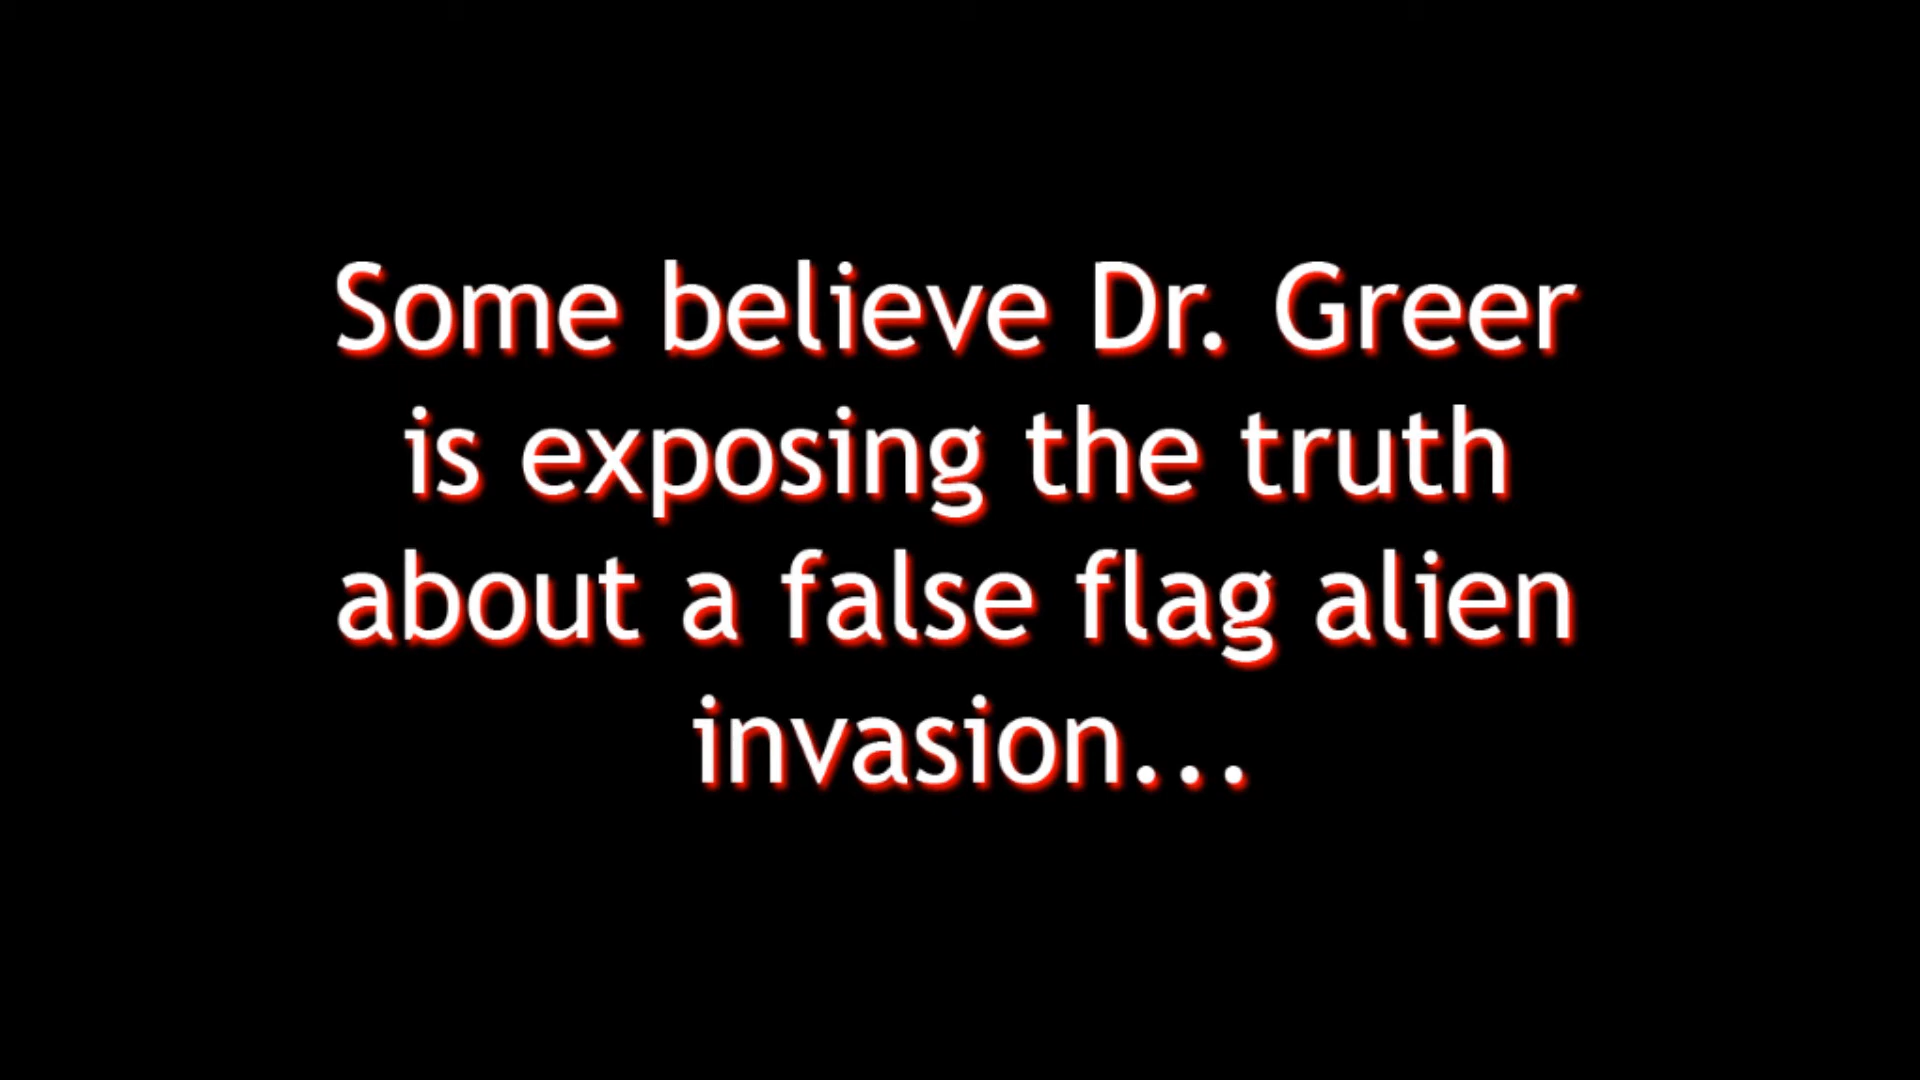 Some believe Dr. Greer
is exposing the truth
about a false flag alien
invasion...